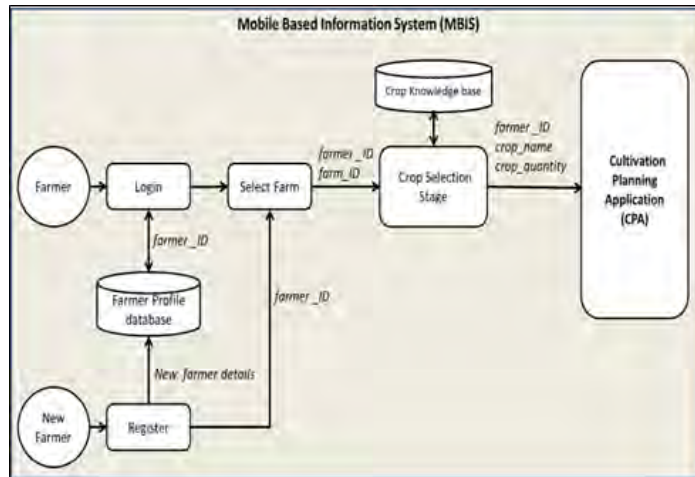 Mobile Based Information System (MBIS)
Crop Knowledge base
farmer_ID
crop_name
crop_quantity
farmer_ID
farm_ID
Farmer
Login
Select Farm
Crop Selection
Stage
Cultivation
Planning
Application
(CPA)
farmer_ID
Farmer Profile
database
farmer_ID
New farmer details
New
Farmer
Register